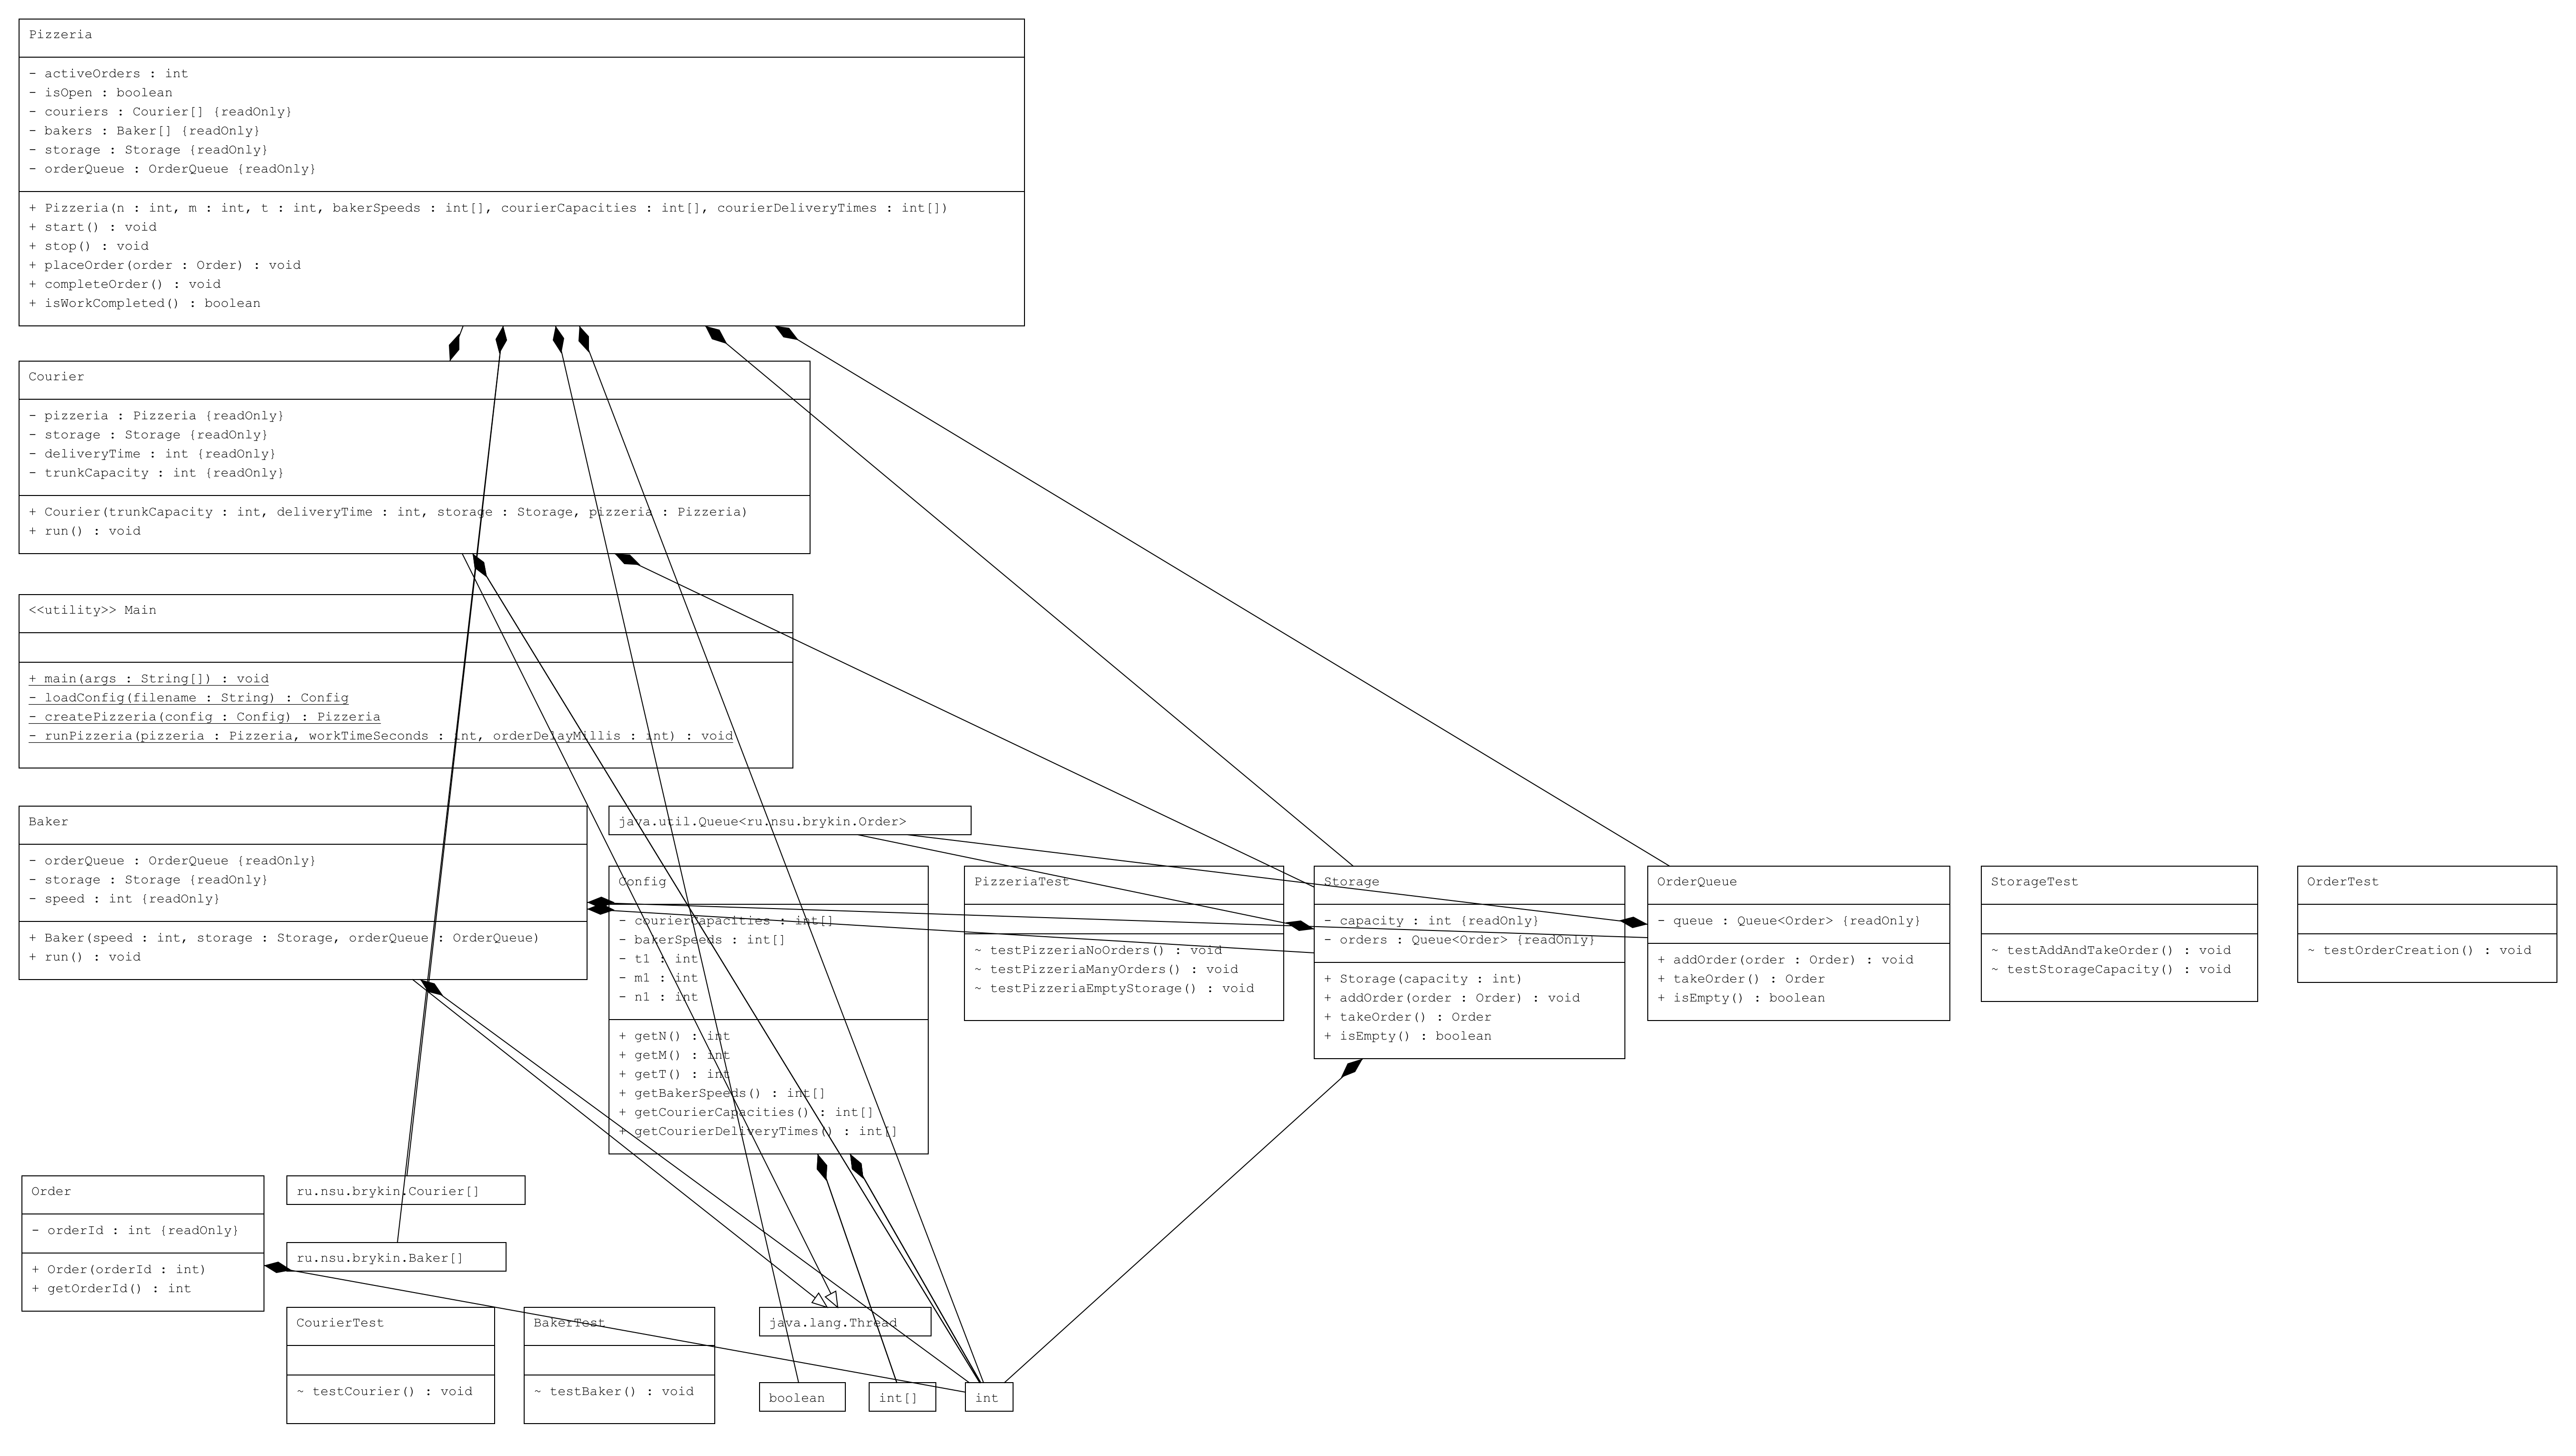 Pizzeria
- activeOrders : int
- isOpen : boolean
- couriers : Courier[] {readOnly}
- bakers : Baker[] {readOnly}
- storage : Storage {readOnly}
- orderQueue : OrderQueue {readOnly}
+ Pizzeria(n : int, m : int, t : int, bakerSpeeds : int[], courierCapacities : int[], courierDeliveryTimes : int[])
+ start() : void
+ stop() : void
+ placeOrder(order : Order) : void
+ completeOrder() : void
+ isWorkCompleted() : boolean
Courier
- pizzeria : Pizzeria {readOnly}
- storage : Storage {readOnly}
- deliveryTime : int {readOnly}
- trunkCapacity : int {readOnly}
+ Courier(trunkCapacity : int, deliveryTime : int, storage : Storage, pizzeria : Pizzeria)
+ run() : void
<<utility>> Main
+ main(args : String[]) : void
- loadConfig(filename : String) : Config
- createPizzeria(config : Config) : Pizzeria
- runPizzeria(pizzeria : Pizzeria, workTimeSeconds : int, orderDelayMillis : int) : void
Baker
- orderQueue : OrderQueue {readOnly}
- storage : Storage {readOnly}
- speed : int {readOnly}
+ Baker(speed : int, storage : Storage, orderQueue : OrderQueue)
+ run() : void
java.util.Queue<ru.nsu.brykin.Order>
Config
- courierCapacities : int[]
- bakerSpeeds : int[]
- t1 : int
- m1 : int
- n1 : int
+ getN() : int
+ getM() : int
+ getT() : int
+ getBakerSpeeds() : int[]
+ getCourierCapacities() : int[]
+ getCourierDeliveryTimes() : int[]
PizzeriaTest
~ testPizzeriaNoOrders() : void
~ testPizzeriaManyOrders() : void
~ testPizzeriaEmptyStorage() : void
Storage
- capacity : int {readOnly}
- orders : Queue<Order> {readOnly}
+ Storage(capacity : int)
+ addOrder(order : Order) : void
+ takeOrder() : Order
+ isEmpty() : boolean
OrderQueue
- queue : Queue<Order> {readOnly}
+ addOrder(order : Order) : void
+ takeOrder() : Order
+ isEmpty() : boolean
StorageTest
~ testAddAndTakeOrder() : void
~ testStorageCapacity() : void
OrderTest
~ testOrderCreation() : void
Order
- orderId : int {readOnly}
+ Order(orderId : int)
+ getOrderId() : int
ru.nsu.brykin.Courier[]
ru.nsu.brykin.Baker[]
CourierTest
~ testCourier() : void
BakerTest
~ testBaker() : void
java.lang.Thread
boolean
int[]
int